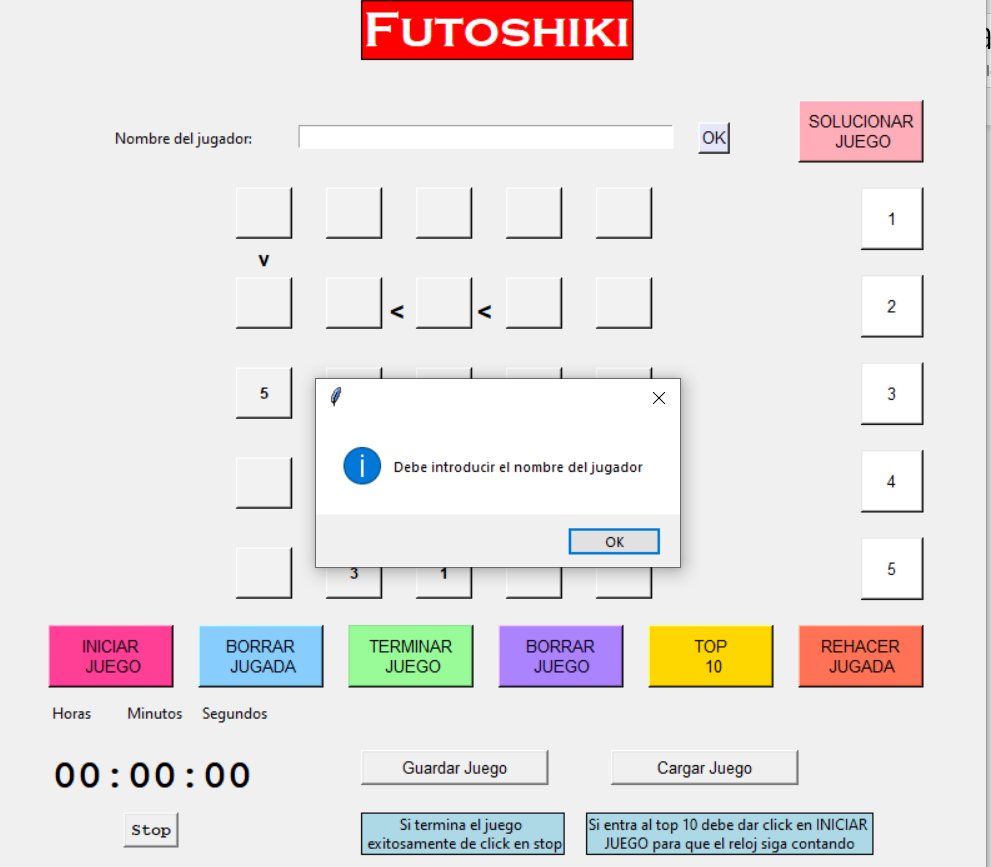 FUTOSHIKI
Nombre del jugador:
OK
SOLUCIONAR
JUEGO
1
v
2
< <
5
3
Debe introducir el nombre del jugador
4
OK
3 1
5
INICIAR
JUEGO
BORRAR
JUGADA
TERMINAR
JUEGO
BORRAR
JUEGO
TOP
10
REHACER
JUGADA
Horas Minutos Segundos
00:00:00
Guardar Juego
Cargar Juego
Stop
Si termina el juego
exitosamente de click en stop
Si entra al top 10 debe dar click en INICIAR
JUEGO para que el reloj siga contando